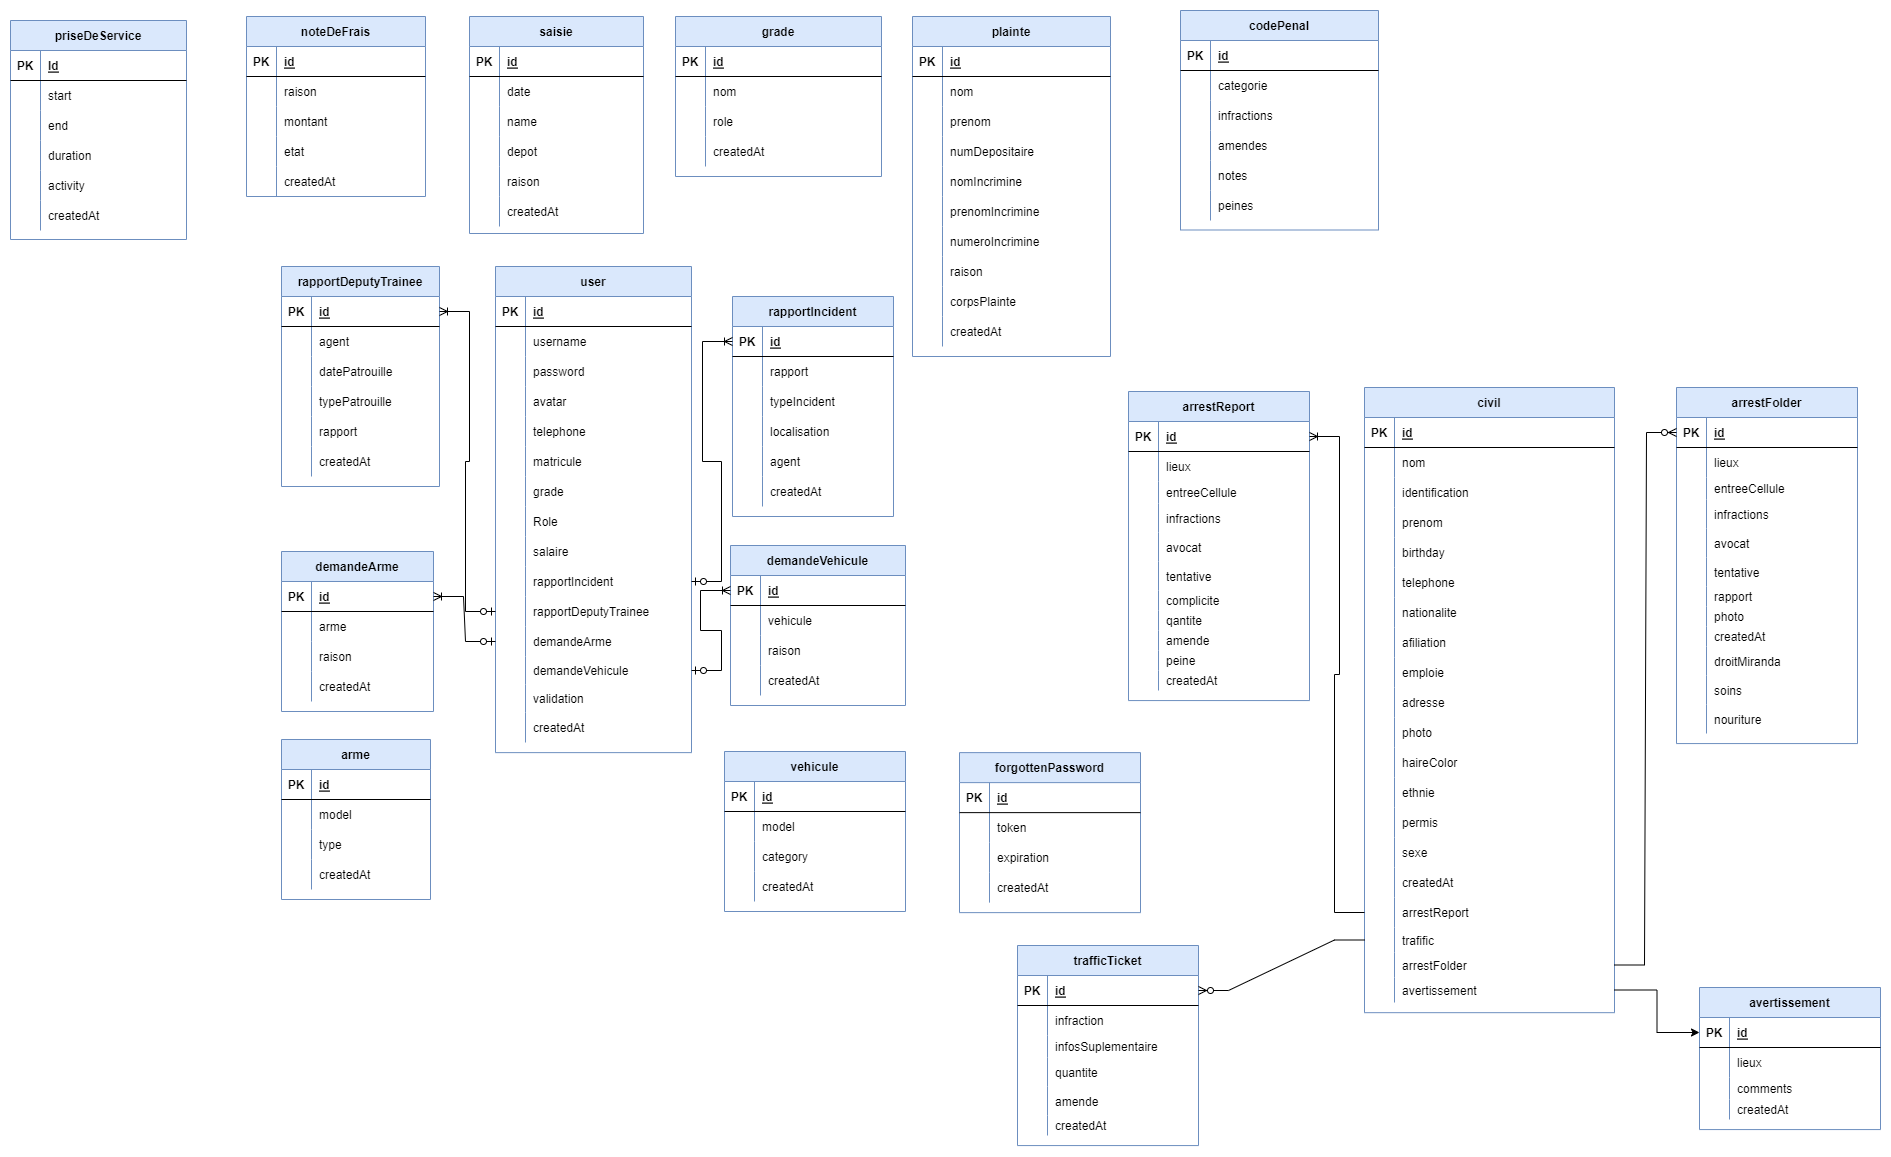 priseDeService
PK Id
start
end
duration
activity
createdAt
noteDeFrais
PK id
raison
montant
etat
createdAt
saisie
PK id
date
name
depot
raison
createdAt
grade
PK id
nom
role
createdAt
plainte
PK id
nom
prenom
numDepositaire
nomIncrimine
prenomIncrimine
numeroIncrimine
raison
corpsPlainte
createdAt
codePenal
PK id
categorie
infractions
amendes
notes
peines
rapportDeputyTrainee
PK id
agent
datePatrouille
typePatrouille
rapport
createdAt
user
PK id
username
password
avatar
telephone
matricule
grade
Role
salaire
rapportIncident
rapportDeputyTrainee
demandeArme
demandeVehicule
validation
createdAt
rapportIncident
PK id
rapport
typeIncident
localisation
agent
createdAt
arrestReport
PK id
lieux
entreeCellule
infractions
avocat
tentative
complicite
qantite
amende
peine
createdAt
civil
PK id
nom
identification
prenom
birthday
telephone
nationalite
afiliation
emploie
adresse
photo
haireColor
ethnie
permis
sexe
createdAt
arrestReport
trafific
arrestFolder
avertissement
arrestFolder
PK id
lieux
entreeCellule
infractions
avocat
tentative
rapport
photo
createdAt
droitMiranda
soins
nouriture
demandeArme
PK id
arme
raison
createdAt
demandeVehicule
PK id
vehicule
raison
createdAt
arme
PK id
model
type
createdAt
vehicule
PK id
model
category
createdAt
forgottenPassword
PK id
token
expiration
createdAt
trafficTicket
PK id
infraction
infosSuplementaire
quantite
amende
createdAt
avertissement
PK id
lieux
comments
createdAt